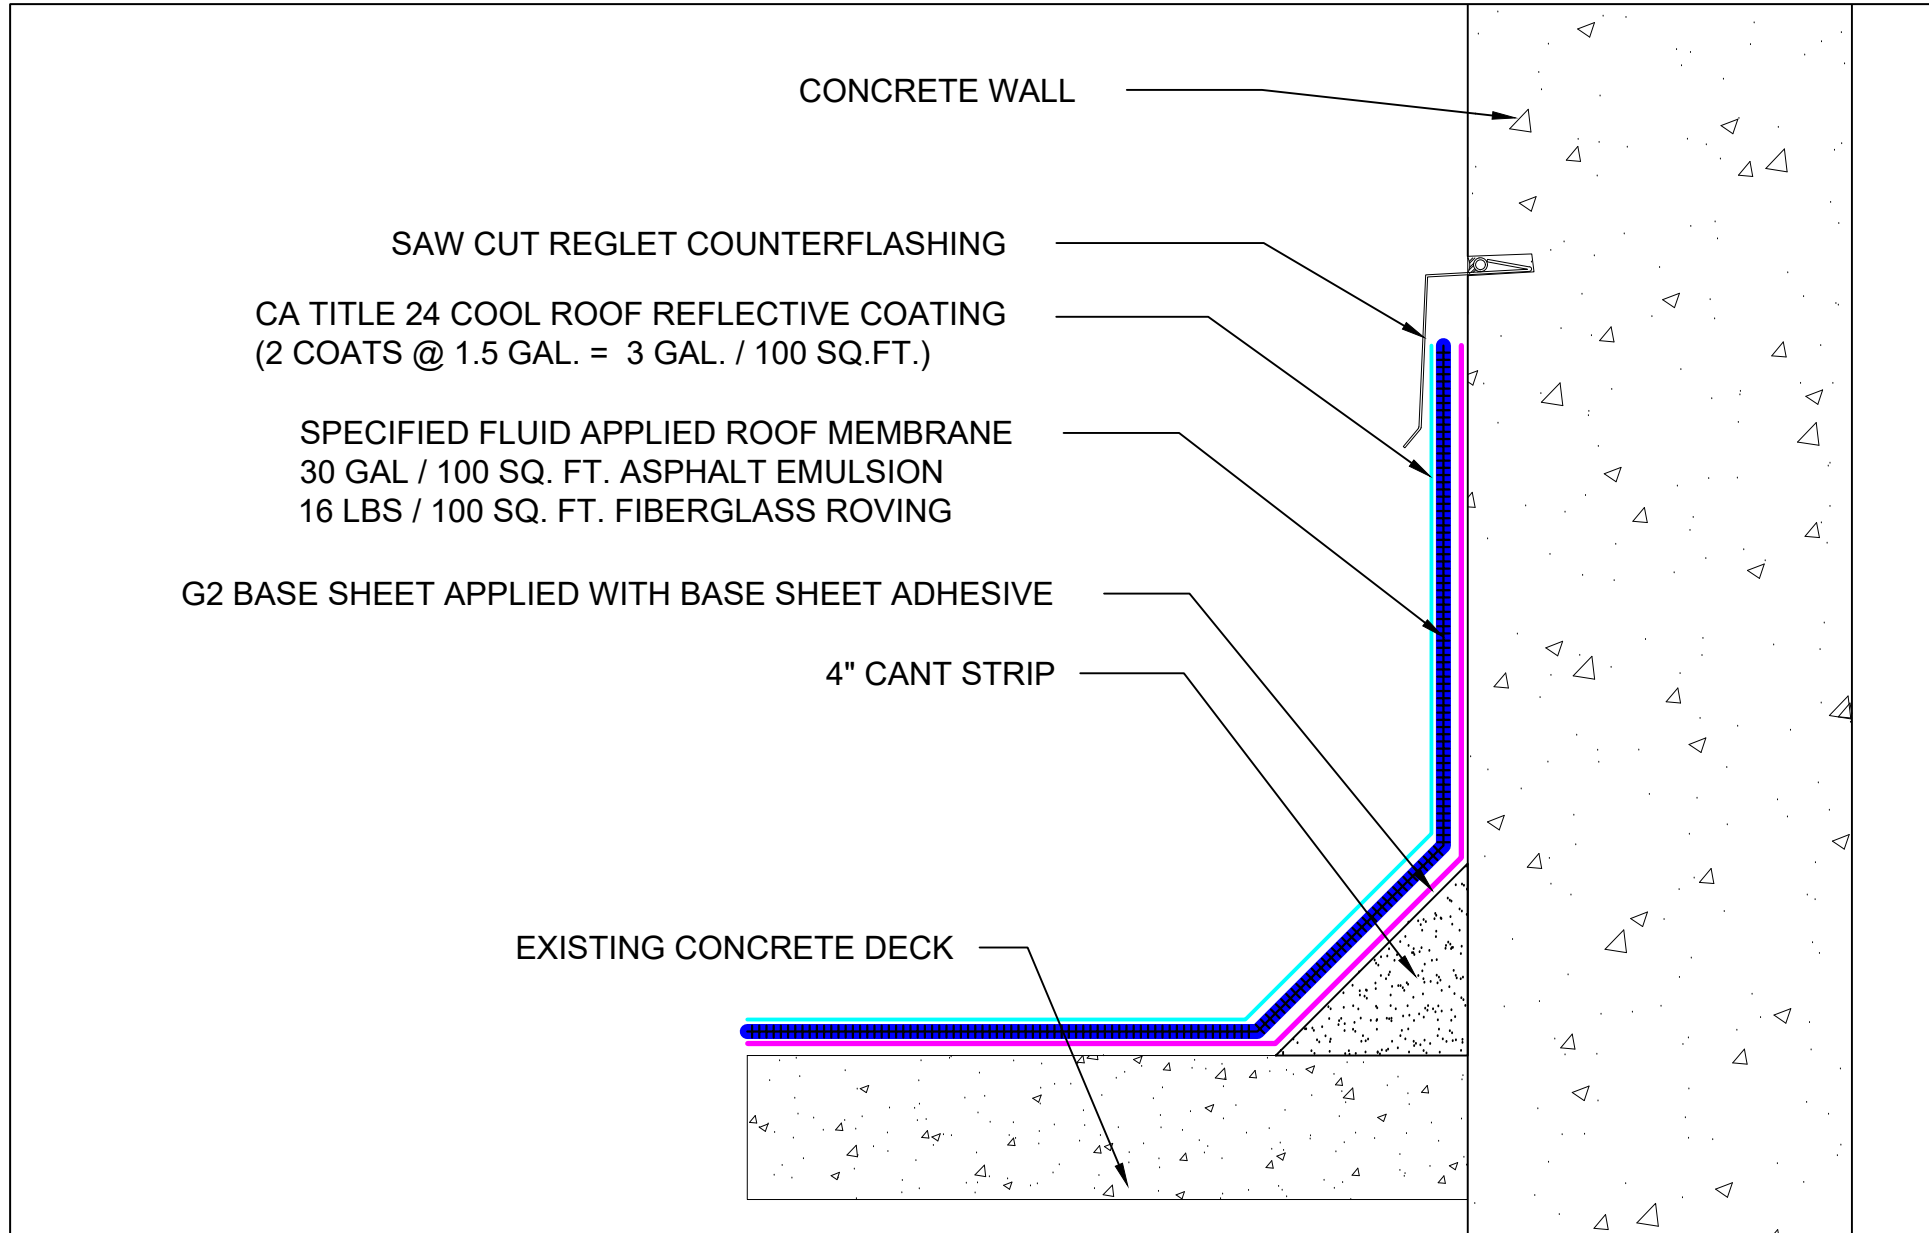 CONCRETE WALL
SAW CUT REGLET COUNTERFLASHING
CA TITLE 24 COOL ROOF REFLECTIVE COATING
(2 COATS @ 1.5 GAL. = 3 GAL. / 100 SQ.FT.)
SPECIFIED FLUID APPLIED ROOF MEMBRANE
30 GAL / 100 SQ. FT. ASPHALT EMULSION
16 LBS / 100 SQ. FT. FIBERGLASS ROVING
G2 BASE SHEET APPLIED WITH BASE SHEET ADHESIVE
4" CANT STRIP
EXISTING CONCRETE DECK